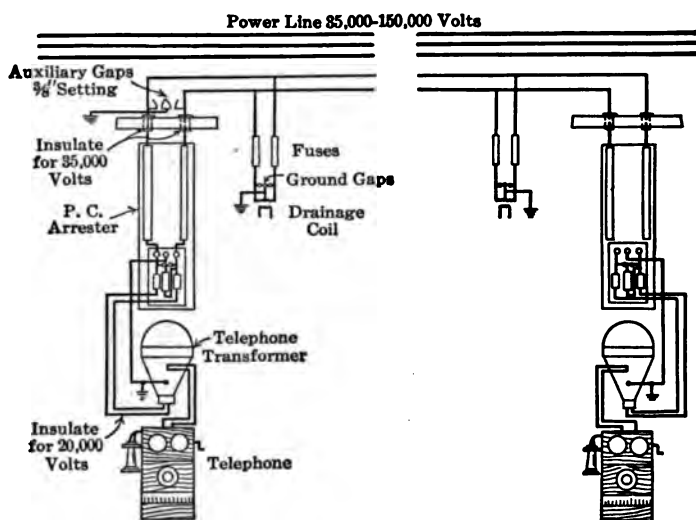 Power Line 35,000-150,000 Volts
Auxiliary Gaps
3/8" Setting
Insulate
for 35,000
Volts
Fuses
Ground Gaps
P. C.
Arrester
Drainage
Coil
Telephone
Transformer
Insulate
for 20,000
Volts
Telephone